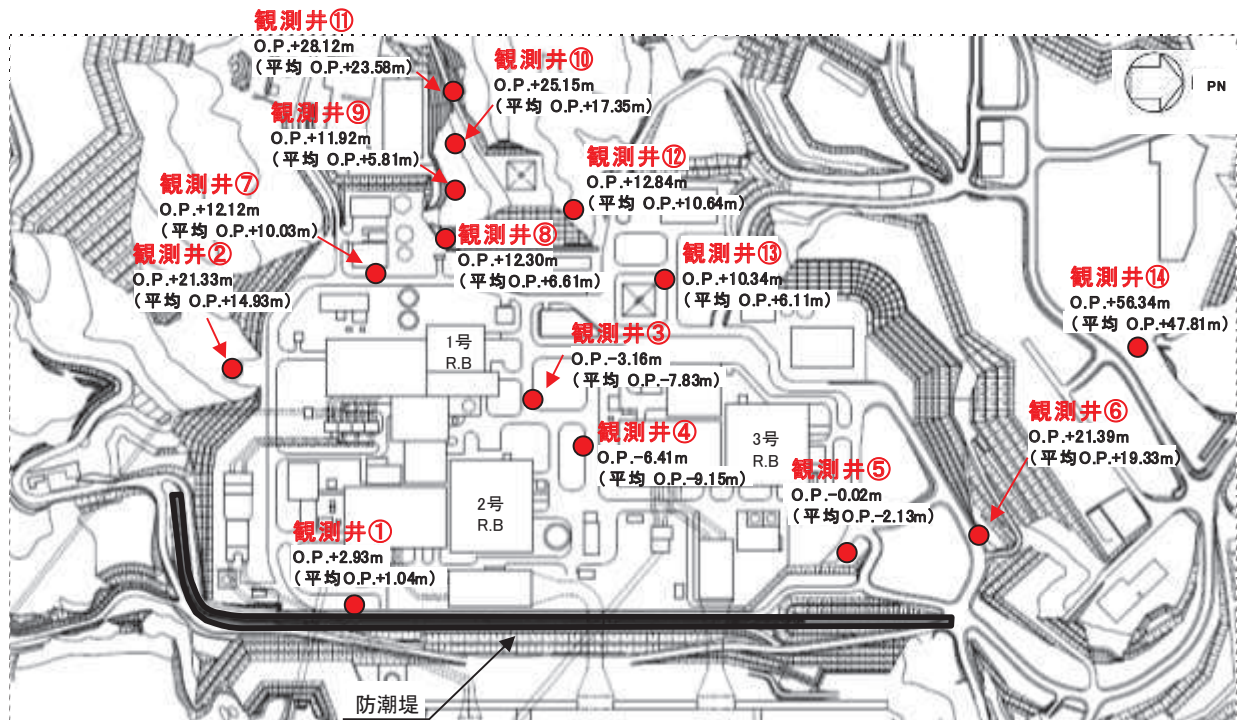 観測井⑪
O.P.+28.12m
(平均 O.P.+23.58m)
観測井⑩
O.P.+25.15m
(平均 O.P.+17.35m)
PN
観測井⑨
O.P.+11.92m
(平均 O.P.+5.81m)
観測井⑫
O.P.+12.84m
(平均 O.P.+10.64m)
観測井⑦
O.P.+12.12m
(平均 O.P.+10.03m)
観測井⑧
O.P.+12.30m
(平均O.P.+6.61m)
観測井②
O.P.+21.33m
(平均 O.P.+14.93m)
観測井⑬
O.P.+10.34m
(平均O.P.+6.11m)
観測井⑭
O.P.+56.34m
(平均 O.P.+47.81m)
観測井③
O.P.-3.16m
(平均 O.P.-7.83m)
1号
R.B
観測井⑥
O.P.+21.39m
(平均O.P.+19.33m)
観測井④
O.P.-6.41m
(平均 O.P.-9.15m)
3号
R.B
観測井⑤
O.P.-0.02m
(平均O.P.-2.13m)
2号
R.B
観測井①
O.P.+2.93m
(平均O.P.+1.04m)
防潮堤